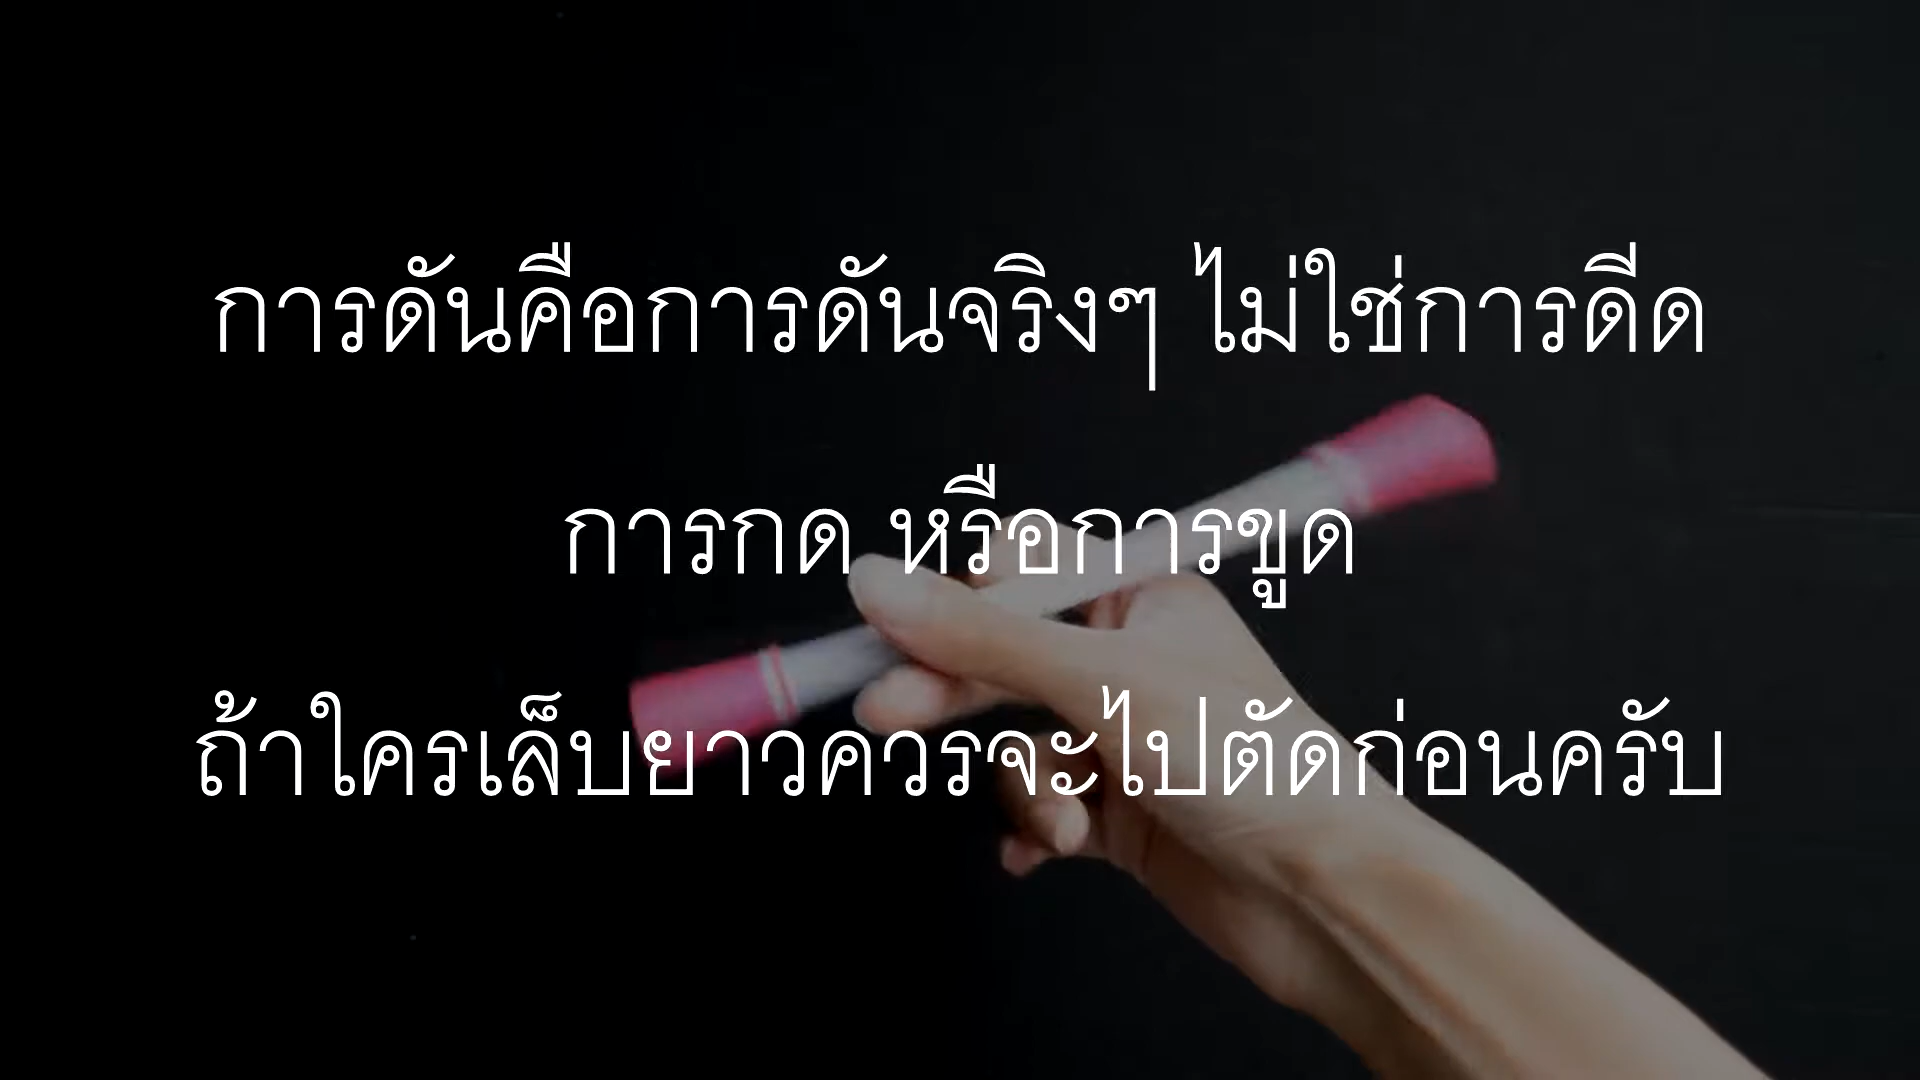 การดันคือการดันจริงๆ ไม่ใช่การดีด
การกด หรือการขูด
ถ้าใครเล็บยาวควรจะไปตัดก่อนครับ